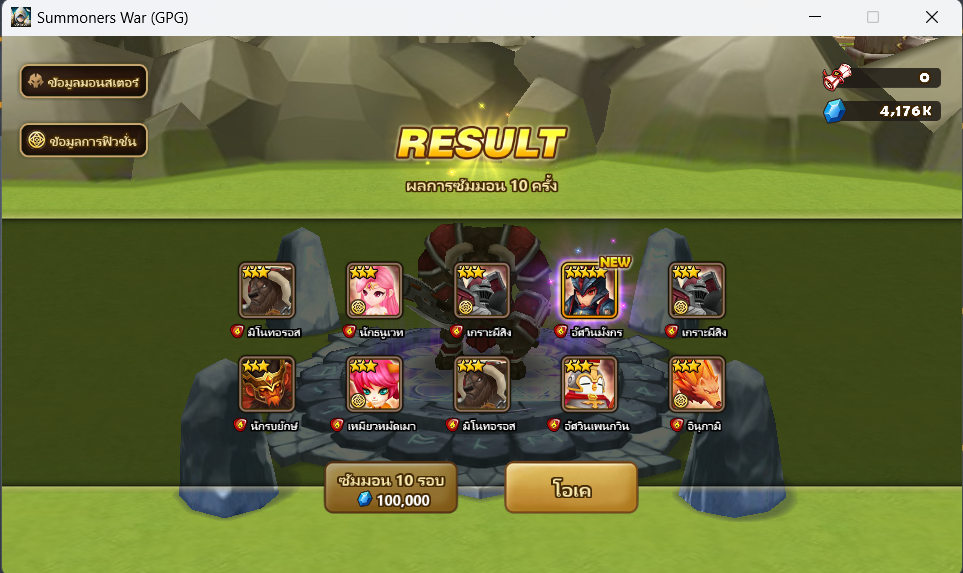 Summoners War (GPG)
ข้อมูลมอนสเตอร์
0
4,176K
ข้อมูลการฟิวชั่น
RESULT
ผลการซัมมอน 10 ครั้ง
NEW
มิโนทอรอส
นักธนูเวท
เกราะผีสิง
อัศวินมังกร
เกราะผีสิง
นักรบยักษ์
เหมียวหมัดเมา
มิโนทอรอส
อัศวินเพนกวิน
อินุกามิ
ซัมมอน 10 รอบ
100,000
โอเค